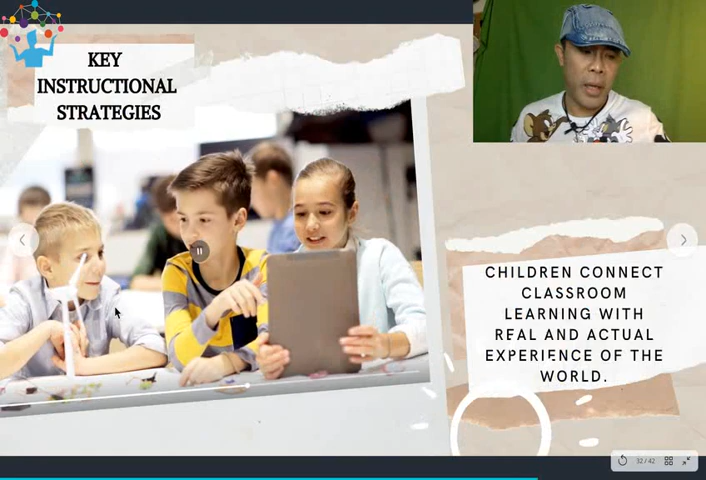 KEY
INSTRUCTIONAL
STRATEGIES
CHILDREN CONNECT
CLASSROOM
LEARNING WITH
REAL AND ACTUAL
EXPERIENCE OF THE
WORLD.
32 / 42